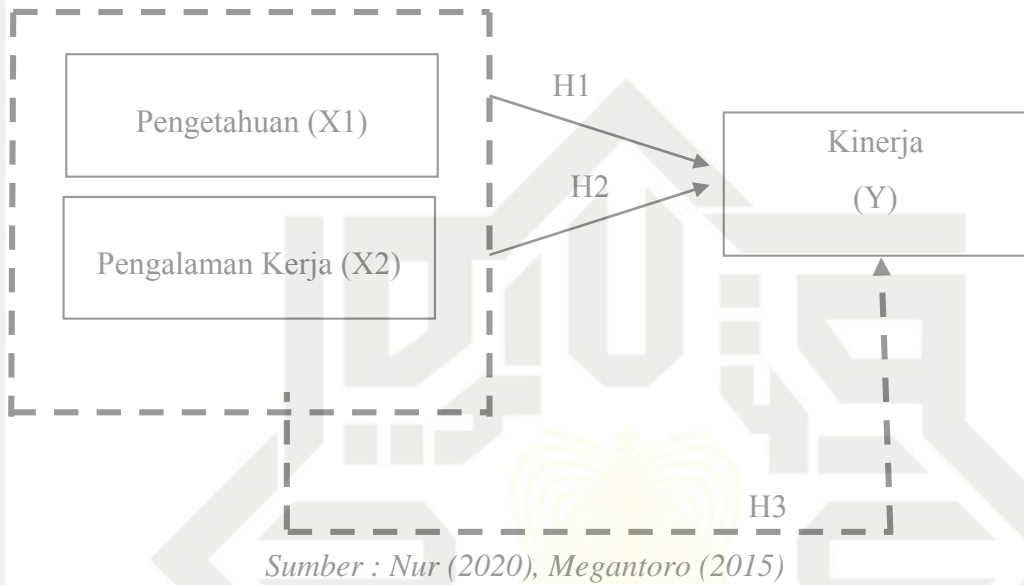 Pengetahuan (X1)
H1
Kinerja
(Y)
H2
Pengalaman Kerja (X2)
H3
Sumber : Nur (2020), Megantoro (2015)